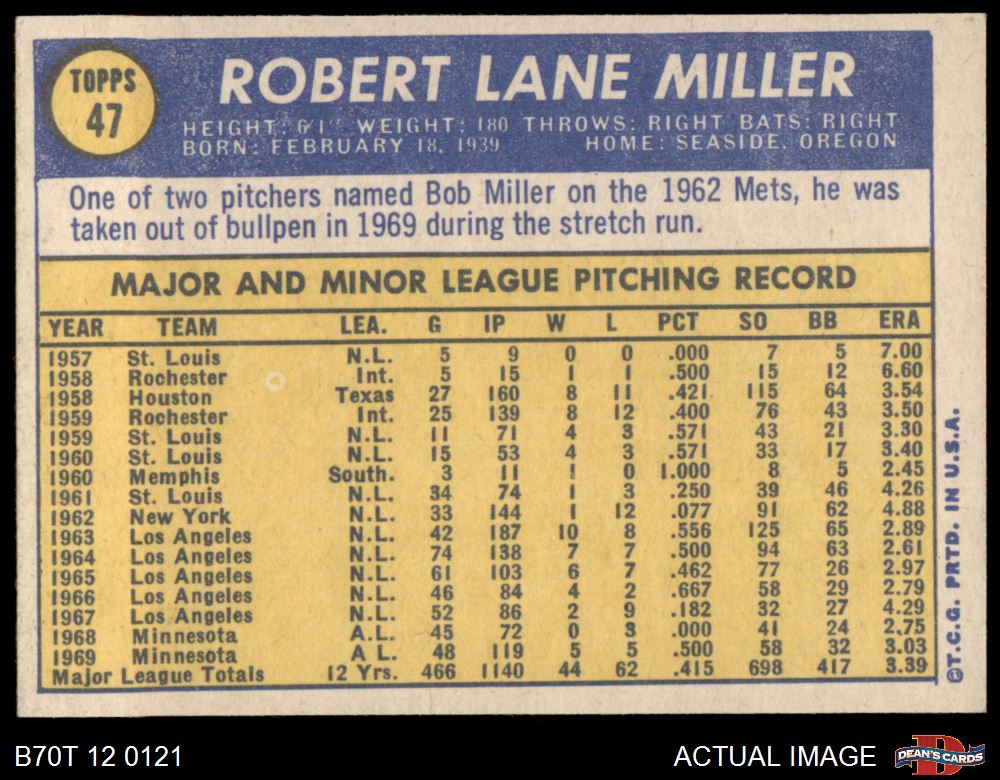 TOPPS
47
ROBERT LANE MILLER
HEIGHT: 6'1" WEIGHT: 180 THROWS: RIGHT BATS: RIGHT
BORN: FEBRUARY 18, 1939 HOME: SEASIDE, OREGON
One of two pitchers named Bob Miller on the 1962 Mets, he was
taken out of bullpen in 1969 during the stretch run.
MAJOR AND MINOR LEAGUE PITCHING RECORD
YEAR TEAM LEA. G IP W L PCT SO BB ERA
1957 St. Louis N.L. 5 9 0 0 .000 7 5 7.00
1958 Rochester Int. 5 15 1 1 .500 15 12 6.60
1958 Houston Texas 27 160 8 11 .421 115 64 3.54
1959 Rochester Int. 25 139 8 12 .400 76 43 3.50
1959 St. Louis N.L. 11 71 4 3 .571 43 21 3.30
1960 St. Louis N.L. 15 53 4 3 .571 33 17 3.40
1960 Memphis South. 3 11 1 0 1.000 8 5 2.45
1961 St. Louis N.L. 34 74 1 3 .250 39 46 4.26
1962 New York N.L. 33 144 1 12 .077 91 62 4.88
1963 Los Angeles N.L. 42 187 10 8 .556 125 65 2.89
1964 Los Angeles N.L. 74 138 7 7 .500 94 63 2.61
1965 Los Angeles N.L. 61 103 6 7 .462 77 26 2.97
1966 Los Angeles N.L. 46 84 4 2 .667 58 29 2.79
1967 Los Angeles N.L. 52 86 2 9 .182 32 27 4.29
1968 Minnesota A.L. 45 72 0 3 .000 41 24 2.75
1969 Minnesota A L. 48 119 5 5 .500 58 32 3.03
Major League Totals 12 Yrs. 466 1140 44 62 .415 698 417 3.39
©T.C.G. PRTD. IN U.S.A.
B70T 12 0121
ACTUAL IMAGE
DEAN'S CARDS